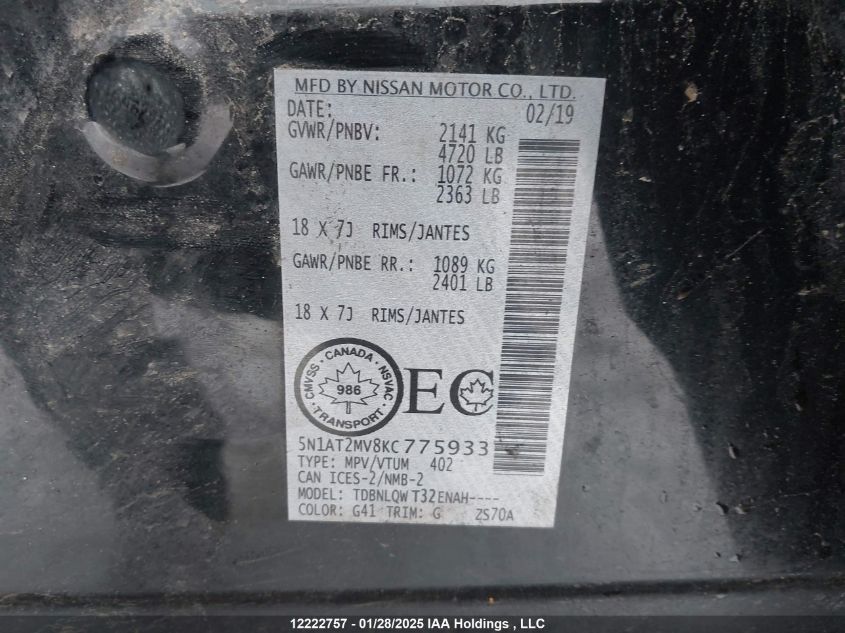 MFD BY NISSAN MOTOR CO., LTD.
DATE: 02/19
GVWR/PNBV: 2141 KG
4720 LB
GAWR/PNBE FR.: 1072 KG
2363 LB
18 X 7J RIMS/JANTES
GAWR/PNBE RR.: 1089 KG
2401 LB
18 X 7J RIMS/JANTES
CMVSS · CANADA · NSVAC
986
· TRANSPORT ·
EC
5N1AT2MV8KC775933
TYPE: MPV/VTUM 402
CAN ICES-2/NMB-2
MODEL: TDBNLQW T32ENAH----
COLOR: G41 TRIM: G ZS70A
12222757 - 01/28/2025 IAA Holdings , LLC